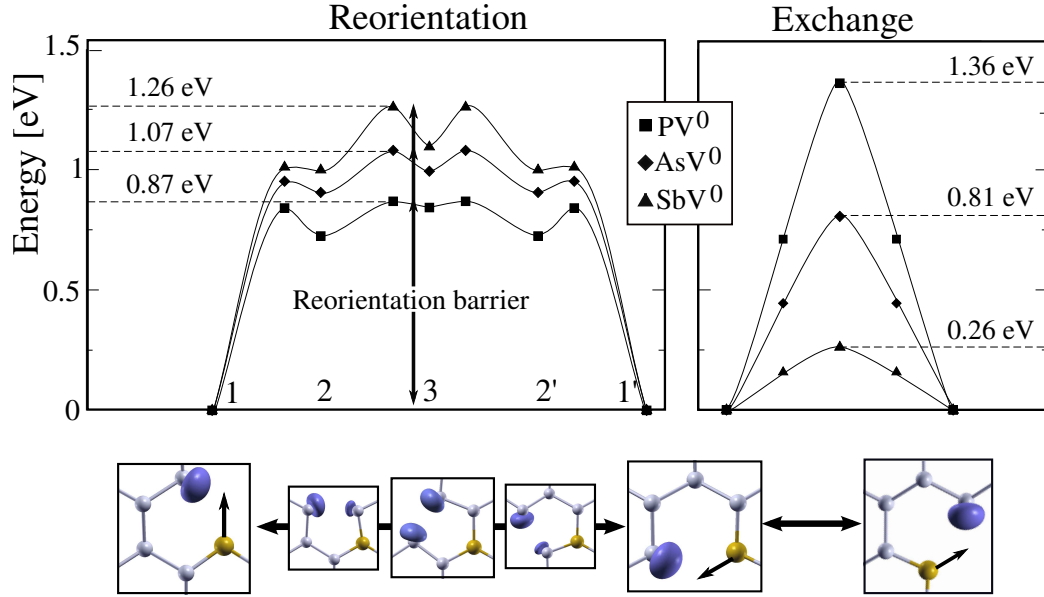 Reorientation
Exchange
Energy [eV]
1.5
1
0.5
0
1.26 eV
1.07 eV
0.87 eV
Reorientation barrier
1
2
3
2'
1'
PV⁰
AsV⁰
SbV⁰
1.36 eV
0.81 eV
0.26 eV